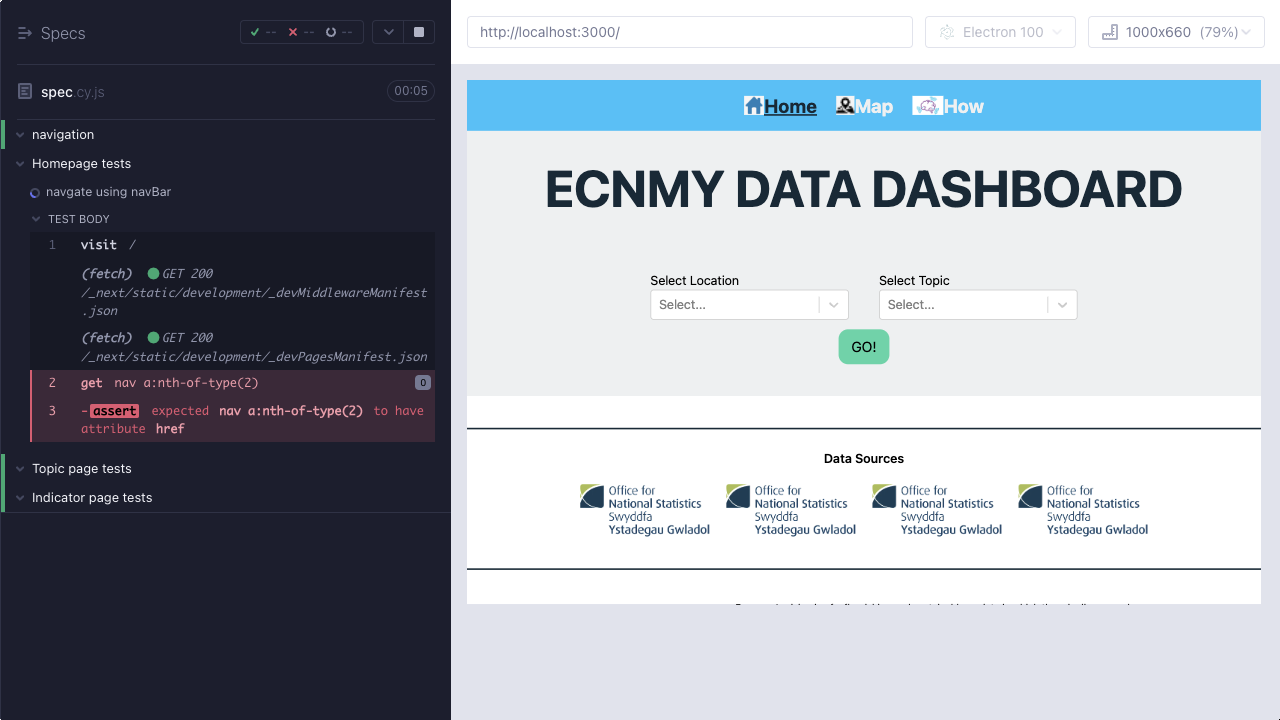 Specs
-- -- --
spec.cy.js
00:05
navigation
Homepage tests
navgate using navBar
TEST BODY
1 visit /
(fetch) GET 200
/_next/static/development/_devMiddlewareManifest
.json
(fetch) GET 200
/_next/static/development/_devPagesManifest.json
2 get nav a:nth-of-type(2) 0
3 -assert expected nav a:nth-of-type(2) to have
attribute href
Topic page tests
Indicator page tests
http://localhost:3000/
Electron 100
1000x660 (79%)
Home Map How
ECNMY DATA DASHBOARD
Select Location Select Topic
Select... Select...
GO!
Data Sources
Office for
National Statistics
Swyddfa
Ystadegau Gwladol
Office for
National Statistics
Swyddfa
Ystadegau Gwladol
Office for
National Statistics
Swyddfa
Ystadegau Gwladol
Office for
National Statistics
Swyddfa
Ystadegau Gwladol